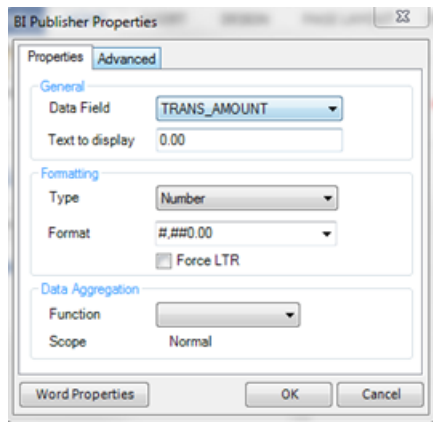 BI Publisher Properties
Properties Advanced
General
Data Field TRANS_AMOUNT
Text to display 0.00
Formatting
Type Number
Format #,##0.00
Force LTR
Data Aggregation
Function
Scope Normal
Word Properties OK Cancel